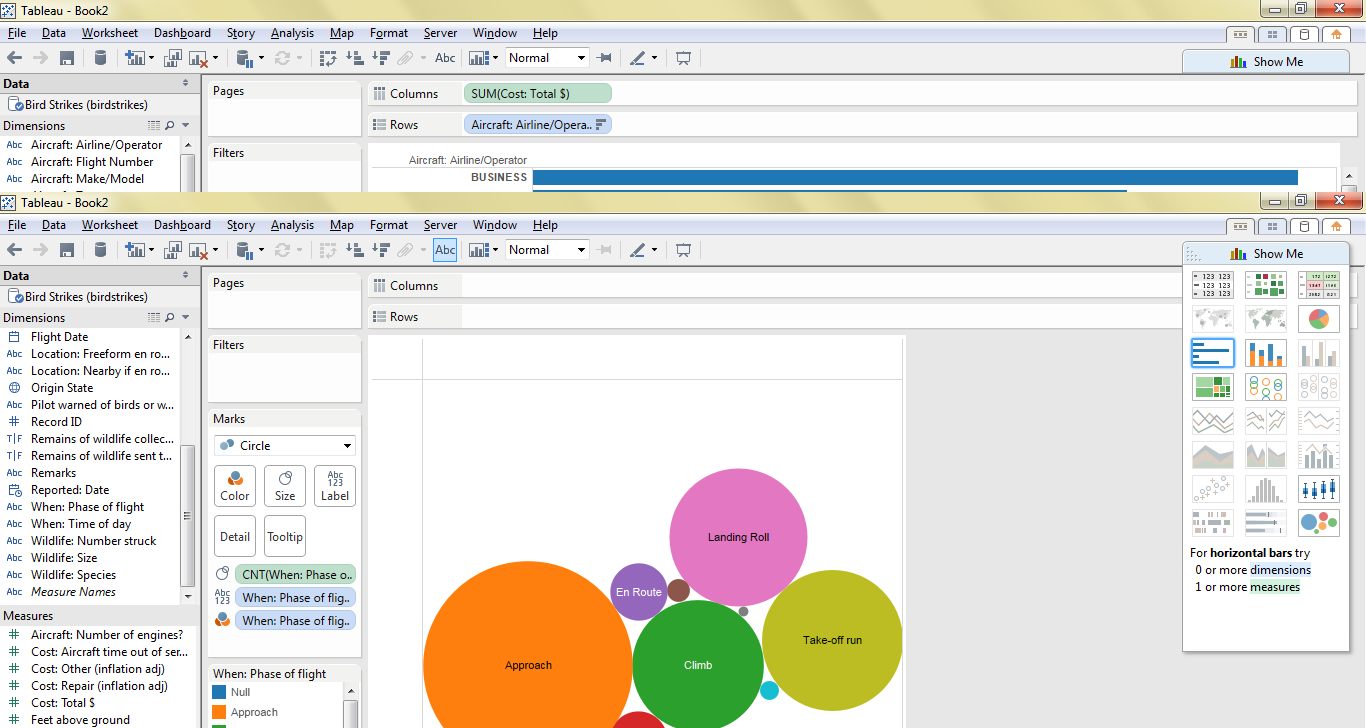 Tableau - Book2
File Data Worksheet Dashboard Story Analysis Map Format Server Window Help
Abc Normal
Show Me
Data
Bird Strikes (birdstrikes)
Dimensions
Abc Aircraft: Airline/Operator
Abc Aircraft: Flight Number
Abc Aircraft: Make/Model
Pages
Filters
Columns SUM(Cost: Total $)
Rows Aircraft: Airline/Opera..
Aircraft: Airline/Operator
BUSINESS
Tableau - Book2
File Data Worksheet Dashboard Story Analysis Map Format Server Window Help
Abc Normal
Data
Bird Strikes (birdstrikes)
Dimensions
Flight Date
Abc Location: Freeform en ro...
Abc Location: Nearby if en ro...
Origin State
Abc Pilot warned of birds or w...
# Record ID
T|F Remains of wildlife collec...
T|F Remains of wildlife sent t...
Abc Remarks
Reported: Date
Abc When: Phase of flight
Abc When: Time of day
Abc Wildlife: Number struck
Abc Wildlife: Size
Abc Wildlife: Species
Abc Measure Names
Measures
# Aircraft: Number of engines?
# Cost: Aircraft time out of ser...
# Cost: Other (inflation adj)
# Cost: Repair (inflation adj)
# Cost: Total $
# Feet above ground
Pages
Filters
Marks
Circle
Color Size Abc 123 Label
Detail Tooltip
CNT(When: Phase o..
Abc 123 When: Phase of flig..
When: Phase of flig..
When: Phase of flight
Null
Approach
Columns
Rows
Landing Roll
En Route
Take-off run
Approach
Climb
Show Me
123 123
123 123
123 123
For horizontal bars try
0 or more dimensions
1 or more measures